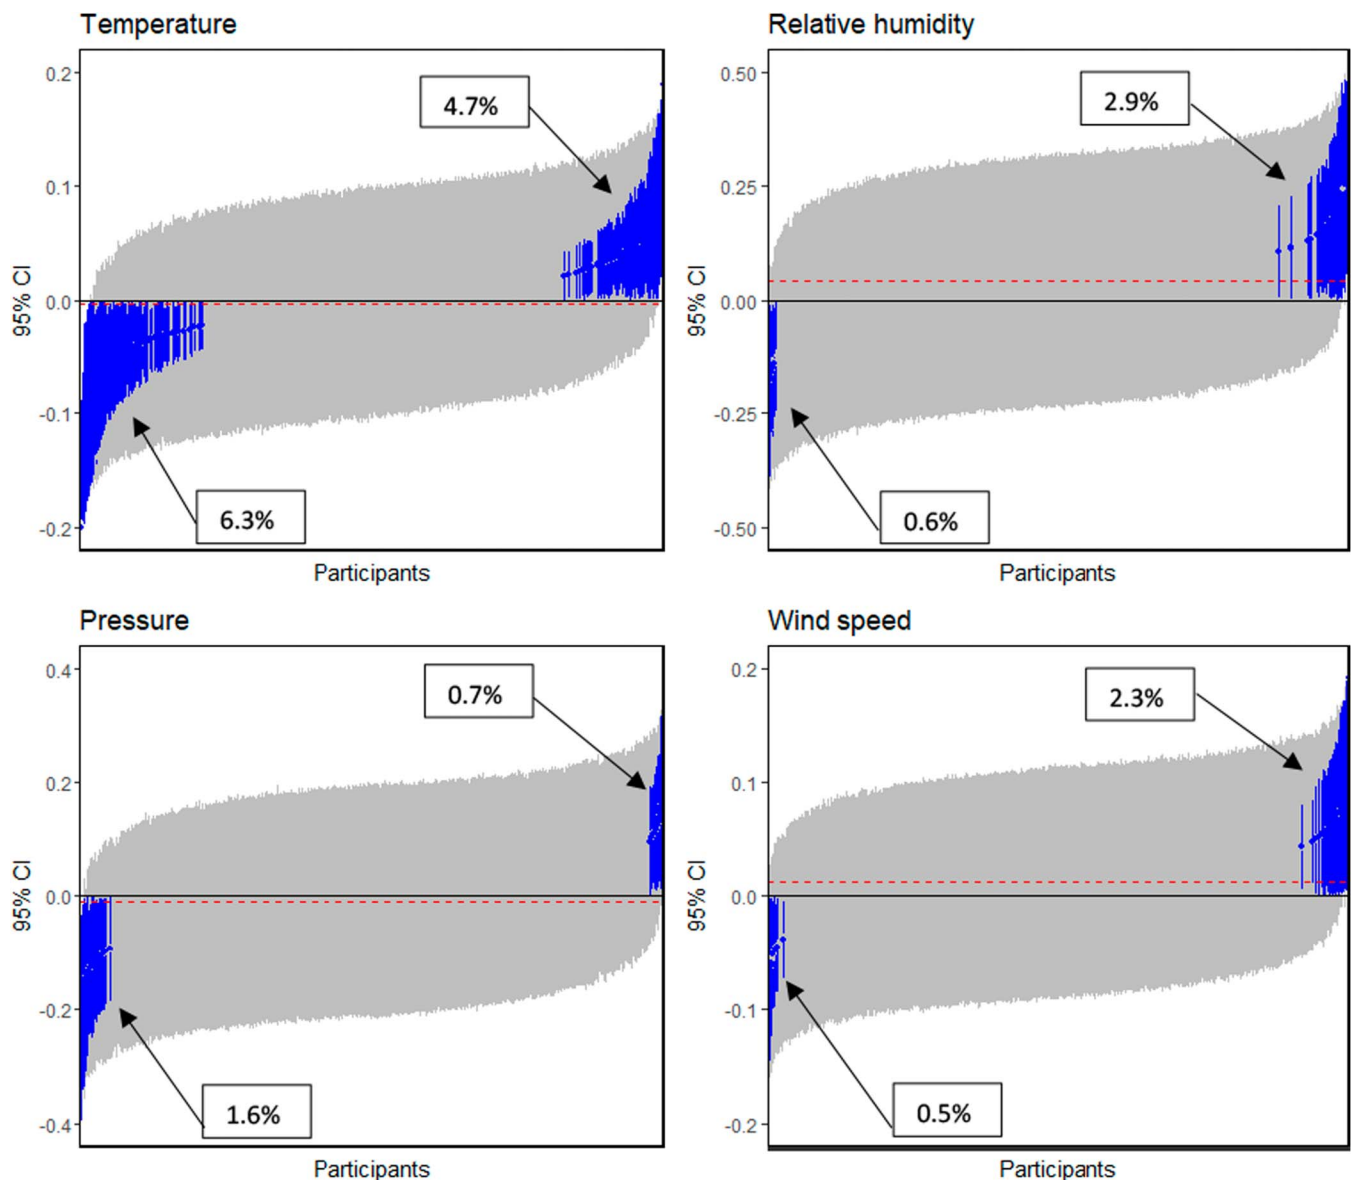 Temperature
0.2
0.1
0.0
-0.1
-0.2
95% CI
4.7%
6.3%
Participants
Relative humidity
0.50
0.25
0.00
-0.25
-0.50
95% CI
2.9%
0.6%
Participants
Pressure
0.4
0.2
0.0
-0.2
-0.4
95% CI
0.7%
1.6%
Participants
Wind speed
0.2
0.1
0.0
-0.1
-0.2
95% CI
2.3%
0.5%
Participants